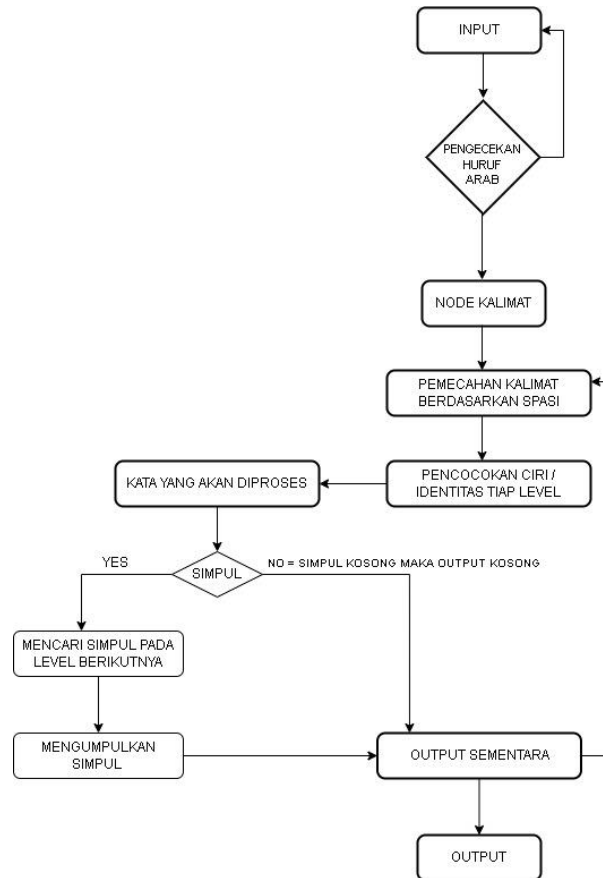 INPUT
PENGECEKAN
HURUF
ARAB
NODE KALIMAT
PEMECAHAN KALIMAT
BERDASARKAN SPASI
PENCOCOKAN CIRI /
IDENTITAS TIAP LEVEL
KATA YANG AKAN DIPROSES
SIMPUL
YES
NO = SIMPUL KOSONG MAKA OUTPUT KOSONG
MENCARI SIMPUL PADA
LEVEL BERIKUTNYA
MENGUMPULKAN
SIMPUL
OUTPUT SEMENTARA
OUTPUT